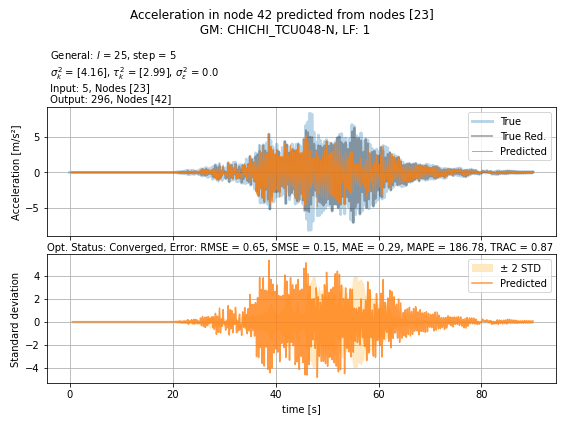 Acceleration in node 42 predicted from nodes [23]
GM: CHICHI_TCU048-N, LF: 1
General: l = 25, step = 5
σ²ₖ = [4.16], τ²ₖ = [2.99], σ²ε = 0.0
Input: 5, Nodes [23]
Output: 296, Nodes [42]
Acceleration [m/s²]
5
0
−5
True
True Red.
Predicted
Opt. Status: Converged, Error: RMSE = 0.65, SMSE = 0.15, MAE = 0.29, MAPE = 186.78, TRAC = 0.87
Standard deviation
4
2
0
−2
−4
± 2 STD
Predicted
0 20 40 60 80
time [s]